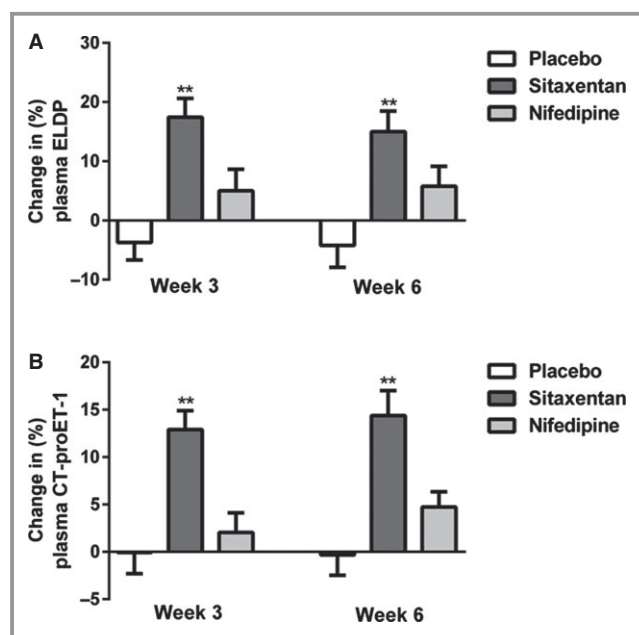 A
Change in (%)
plasma ELDP
30
20
10
0
–10
**
**
Week 3
Week 6
Placebo
Sitaxentan
Nifedipine
B
Change in (%)
plasma CT-proET-1
20
15
10
5
0
–5
**
**
Week 3
Week 6
Placebo
Sitaxentan
Nifedipine